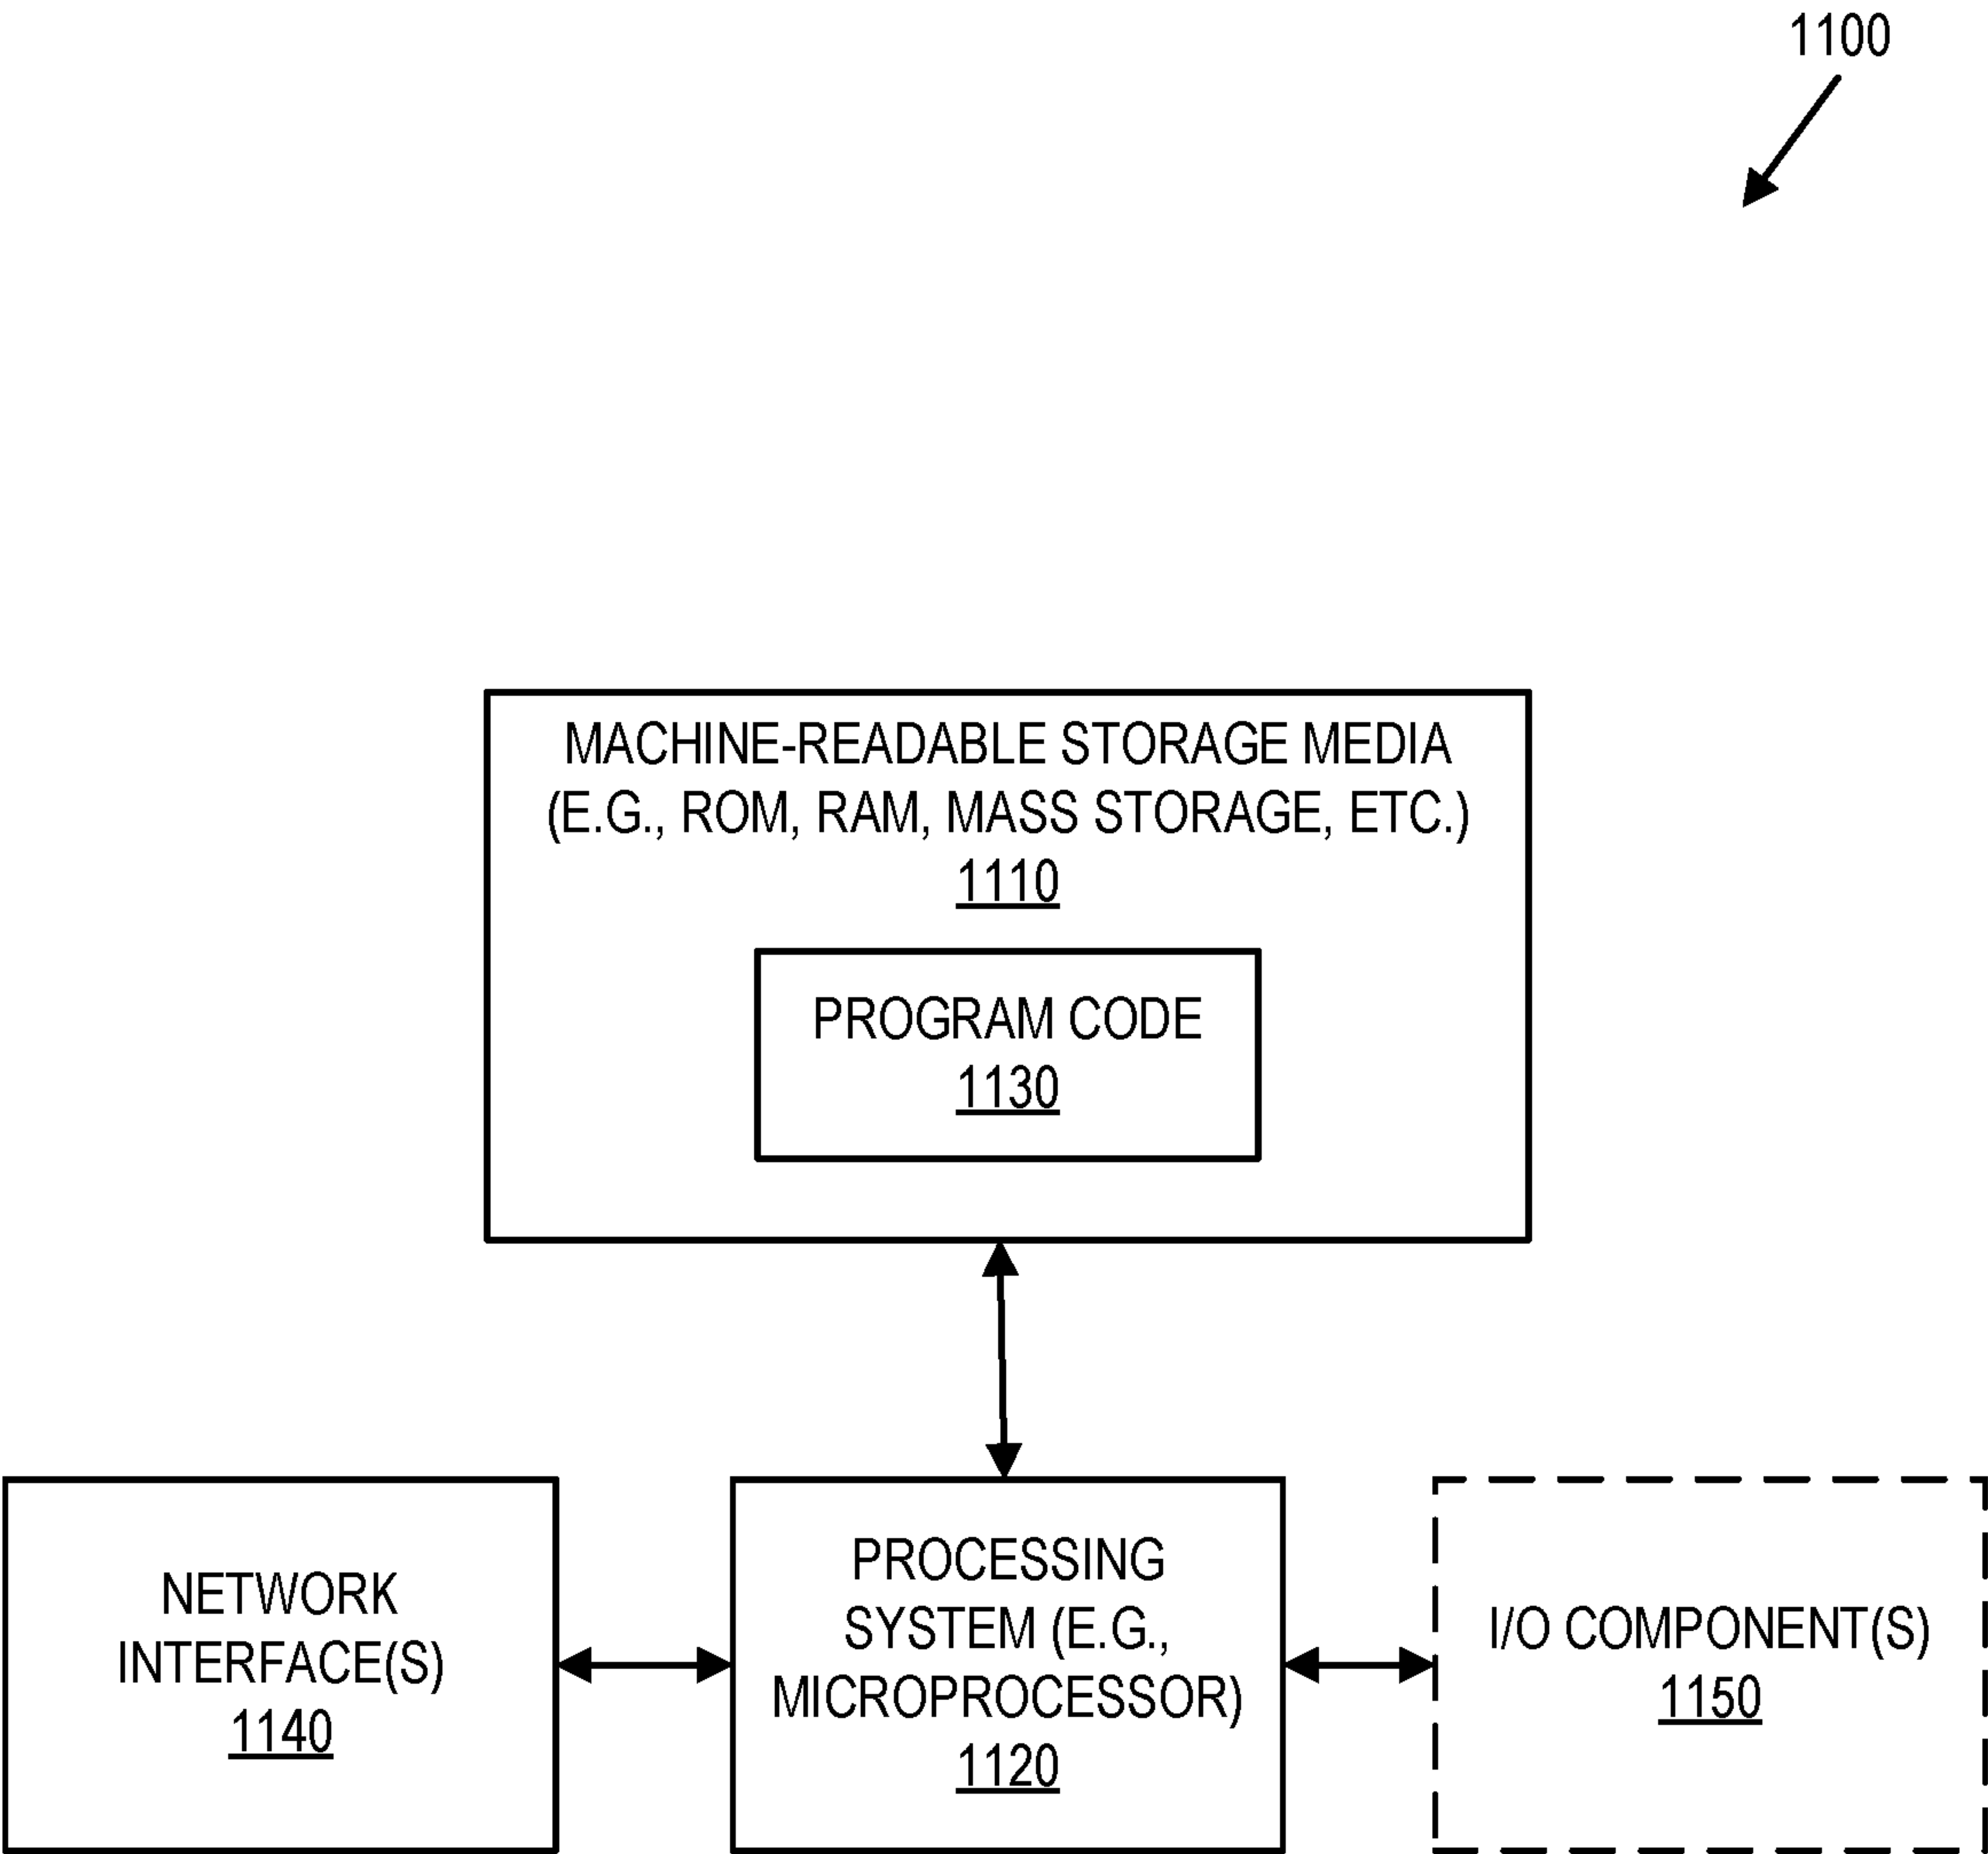 1100
MACHINE-READABLE STORAGE MEDIA
(E.G., ROM, RAM, MASS STORAGE, ETC.)
1110
PROGRAM CODE
1130
NETWORK
INTERFACE(S)
1140
PROCESSING
SYSTEM (E.G.,
MICROPROCESSOR)
1120
I/O COMPONENT(S)
1150